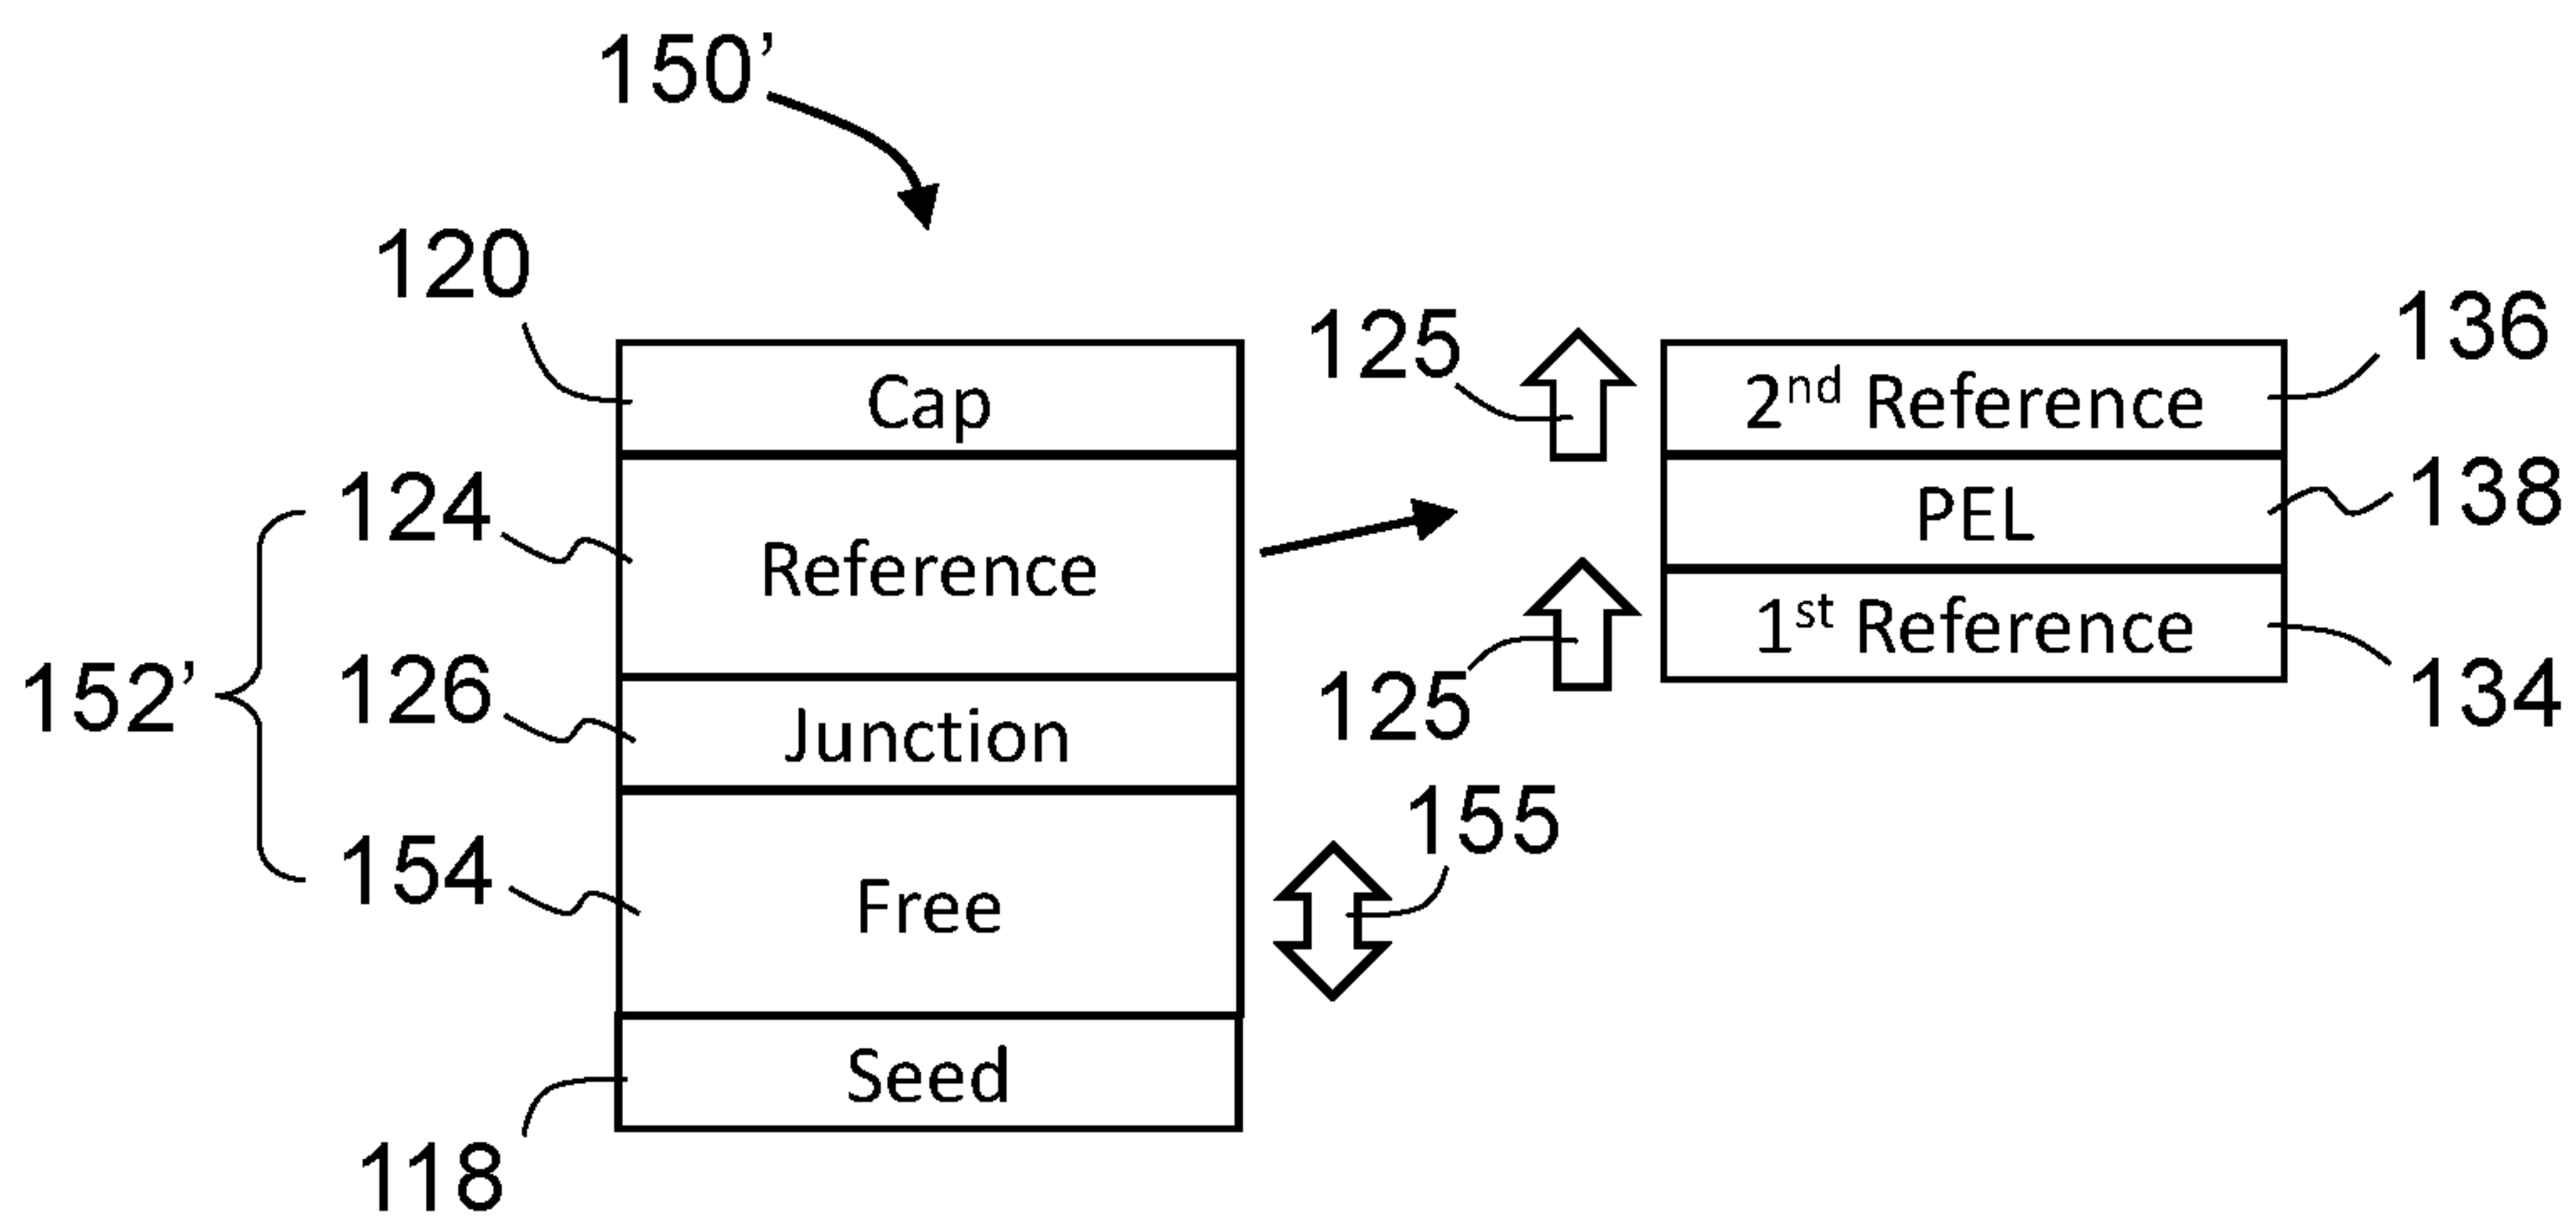 150’
120
Cap
125
2nd Reference
136
124
Reference
PEL
138
152’
126
Junction
125
1st Reference
134
154
Free
155
Seed
118